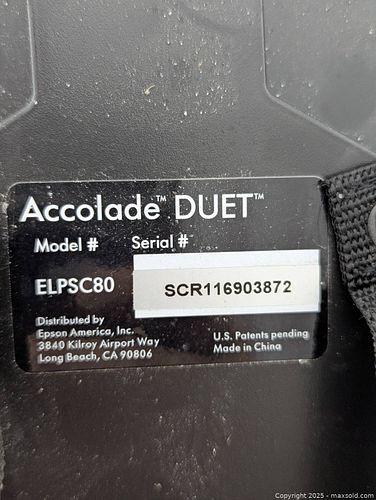 Accolade™ DUET™
Model # Serial #
ELPSC80 SCR116903872
Distributed by
Epson America, Inc.
3840 Kilroy Airport Way
Long Beach, CA 90806
U.S. Patents pending
Made in China
Copyright 2025 - maxsold.com